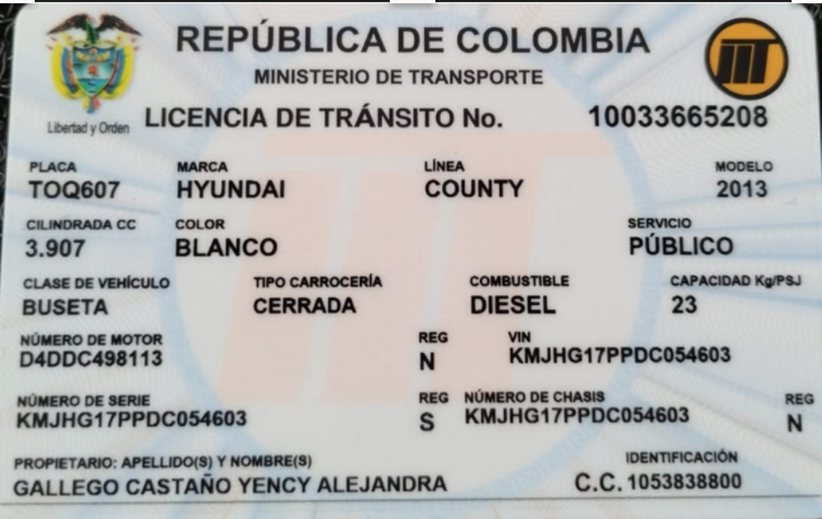 REPÚBLICA DE COLOMBIA
MINISTERIO DE TRANSPORTE
Libertad y Orden
LICENCIA DE TRÁNSITO No. 10033665208
PLACA MARCA LÍNEA MODELO
TOQ607 HYUNDAI COUNTY 2013
CILINDRADA CC COLOR SERVICIO
3.907 BLANCO PÚBLICO
CLASE DE VEHÍCULO TIPO CARROCERÍA COMBUSTIBLE CAPACIDAD Kg/PSJ
BUSETA CERRADA DIESEL 23
NÚMERO DE MOTOR REG VIN
D4DDC498113 N KMJHG17PPDC054603
NÚMERO DE SERIE REG NÚMERO DE CHASIS REG
KMJHG17PPDC054603 S KMJHG17PPDC054603 N
PROPIETARIO: APELLIDO(S) Y NOMBRE(S) IDENTIFICACIÓN
GALLEGO CASTAÑO YENCY ALEJANDRA C.C. 1053838800